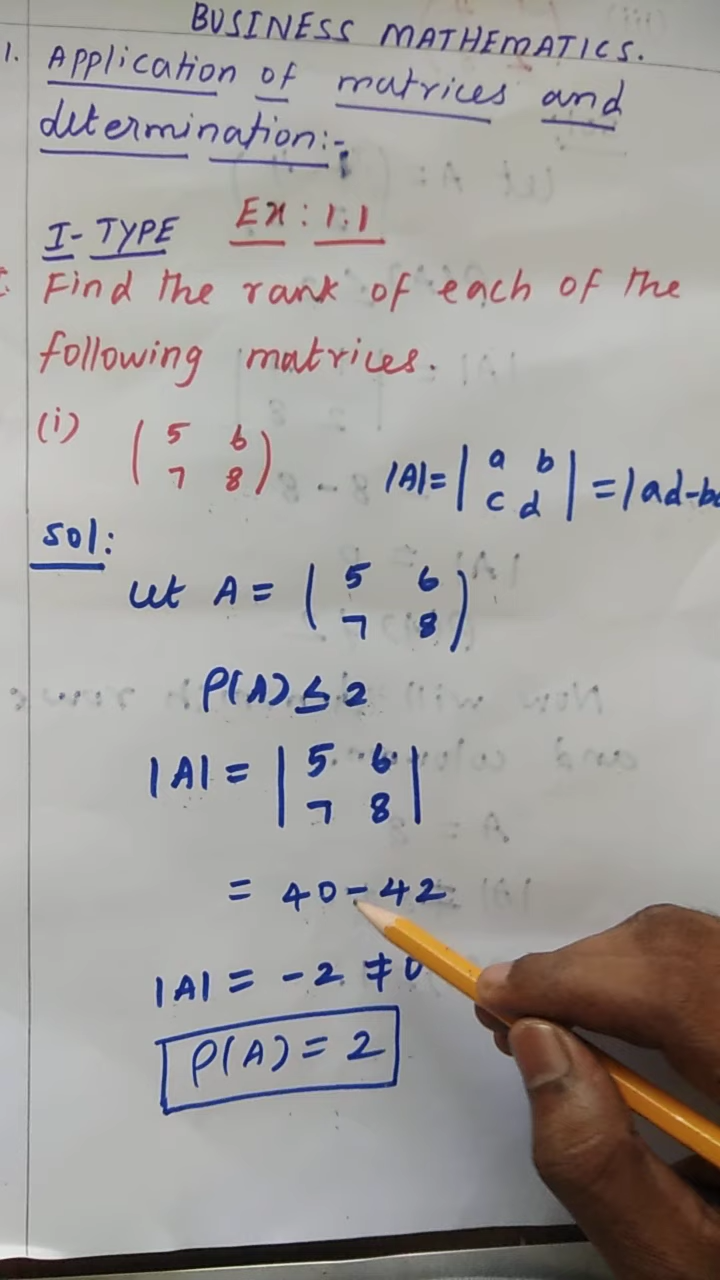 BUSINESS MATHEMATICS.
1. Application of matrices and
determination:-
I-TYPE Ex: 1.1
Find the rank of each of the
following matrices.
(i) ( 5 6
7 8 )
|A| = | a b
c d | = |ad-bc
Sol:
Let A = ( 5 6
7 8 )
ρ(A) ≤ 2
|A| = | 5 6
7 8 |
= 40-42
|A| = -2 ≠ 0
ρ(A) = 2